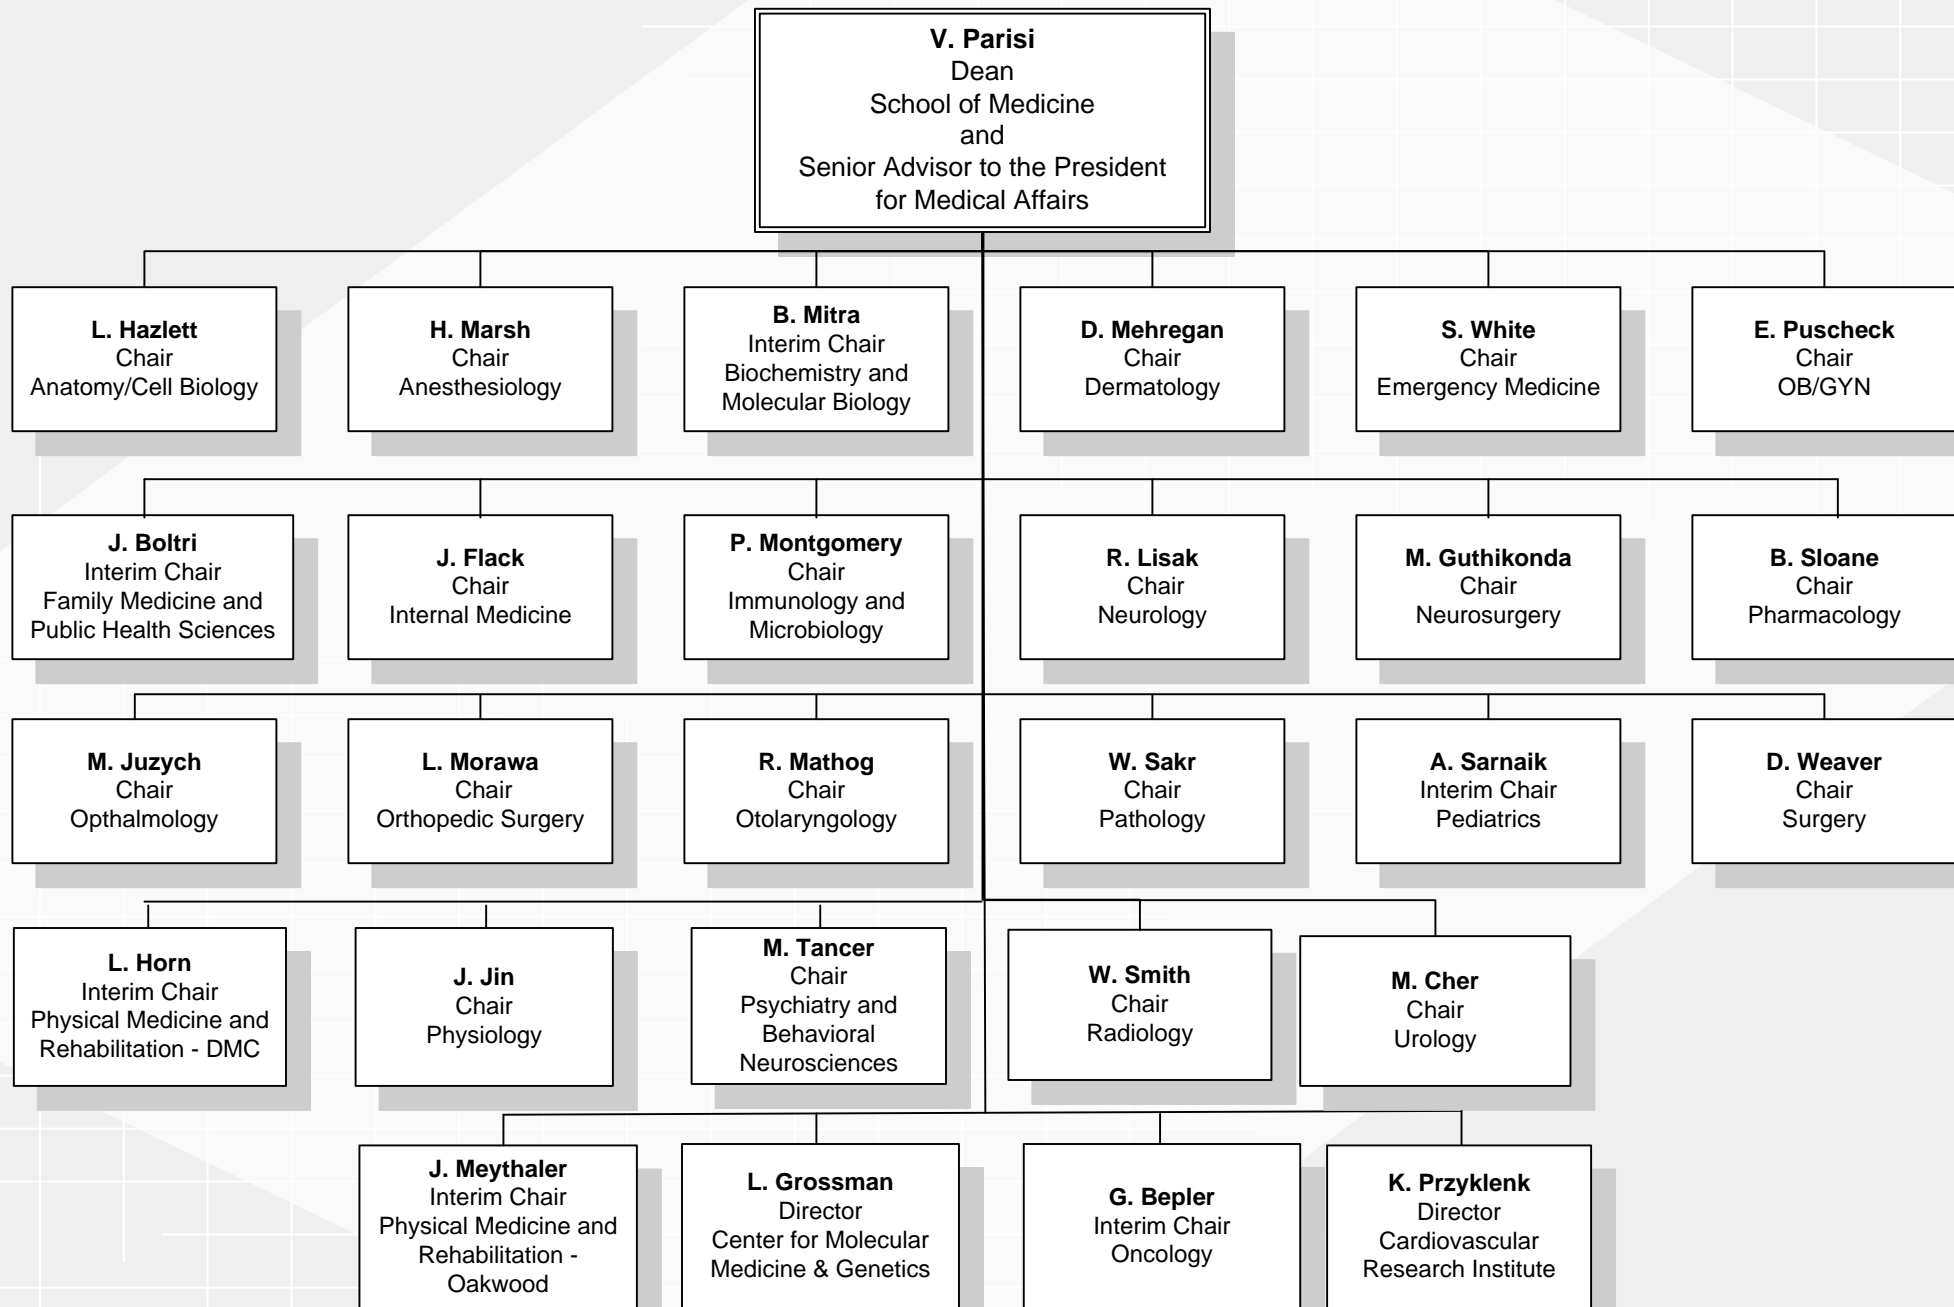 V. Parisi
Dean
School of Medicine
and
Senior Advisor to the President
for Medical Affairs
L. Hazlett
Chair
Anatomy/Cell Biology
H. Marsh
Chair
Anesthesiology
B. Mitra
Interim Chair
Biochemistry and
Molecular Biology
D. Mehregan
Chair
Dermatology
S. White
Chair
Emergency Medicine
E. Puscheck
Chair
OB/GYN
J. Boltri
Interim Chair
Family Medicine and
Public Health Sciences
J. Flack
Chair
Internal Medicine
P. Montgomery
Chair
Immunology and
Microbiology
R. Lisak
Chair
Neurology
M. Guthikonda
Chair
Neurosurgery
B. Sloane
Chair
Pharmacology
M. Juzych
Chair
Opthalmology
L. Morawa
Chair
Orthopedic Surgery
R. Mathog
Chair
Otolaryngology
W. Sakr
Chair
Pathology
A. Sarnaik
Interim Chair
Pediatrics
D. Weaver
Chair
Surgery
L. Horn
Interim Chair
Physical Medicine and
Rehabilitation - DMC
J. Jin
Chair
Physiology
M. Tancer
Chair
Psychiatry and
Behavioral
Neurosciences
W. Smith
Chair
Radiology
M. Cher
Chair
Urology
J. Meythaler
Interim Chair
Physical Medicine and
Rehabilitation -
Oakwood
L. Grossman
Director
Center for Molecular
Medicine & Genetics
G. Bepler
Interim Chair
Oncology
K. Przyklenk
Director
Cardiovascular
Research Institute